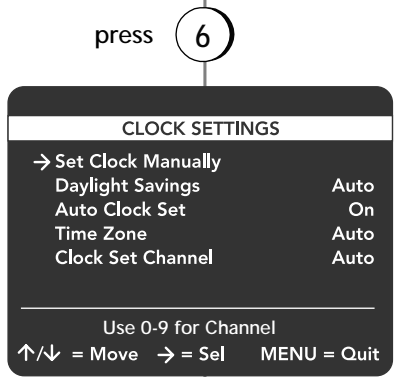 press 6
CLOCK SETTINGS
→ Set Clock Manually
Daylight Savings Auto
Auto Clock Set On
Time Zone Auto
Clock Set Channel Auto
Use 0-9 for Channel
↑/↓ = Move → = Sel MENU = Quit